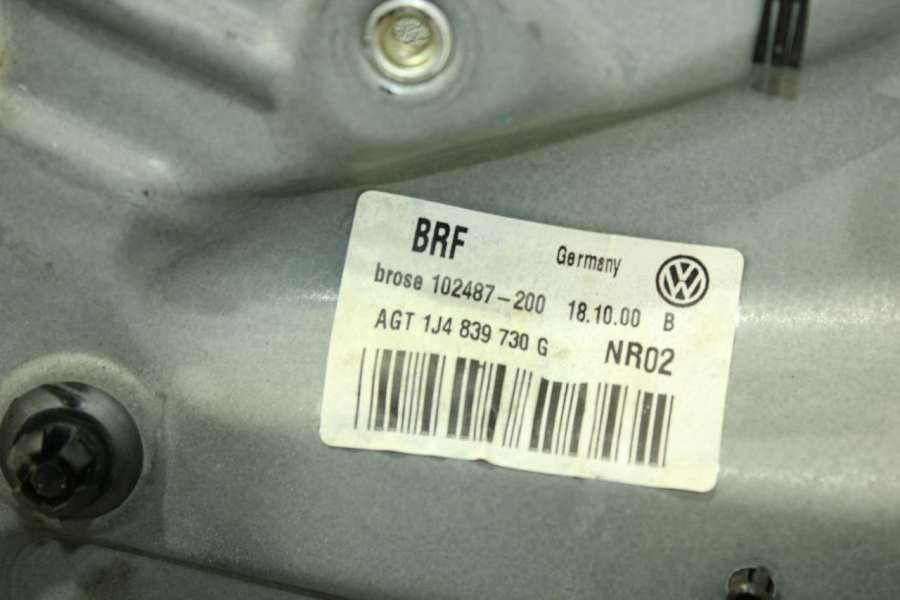 BRF Germany
brose 102487-200 18.10.00 B
AGT 1J4 839 730 G NR02